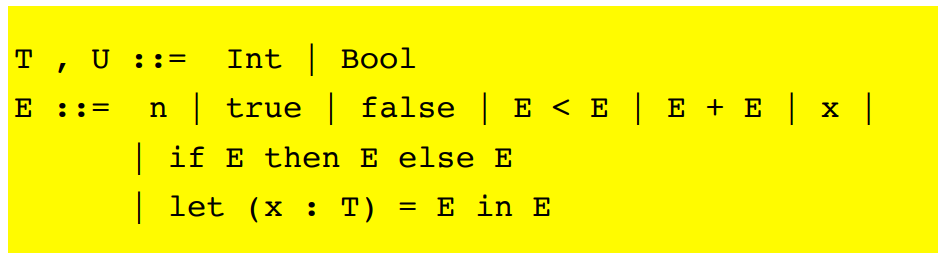 T , U ::= Int | Bool
E ::= n | true | false | E < E | E + E | x |
| if E then E else E
| let (x : T) = E in E